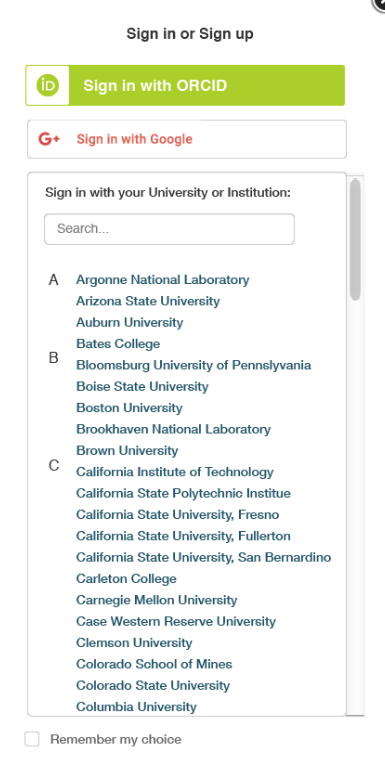 Sign in or Sign up
iD Sign in with ORCID
G+ Sign in with Google
Sign in with your University or Institution:
Search...
A Argonne National Laboratory
Arizona State University
Auburn University
Bates College
B Bloomsburg University of Pennslyvania
Boise State University
Boston University
Brookhaven National Laboratory
Brown University
C California Institute of Technology
California State Polytechnic Institue
California State University, Fresno
California State University, Fullerton
California State University, San Bernardino
Carleton College
Carnegie Mellon University
Case Western Reserve University
Clemson University
Colorado School of Mines
Colorado State University
Columbia University
Remember my choice